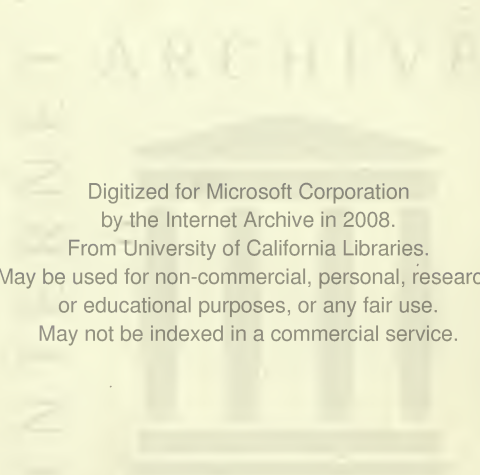 ARCHIVE
Digitized for Microsoft Corporation
by the Internet Archive in 2008.
From University of California Libraries.
May be used for non-commercial, personal, researc
or educational purposes, or any fair use.
May not be indexed in a commercial service.